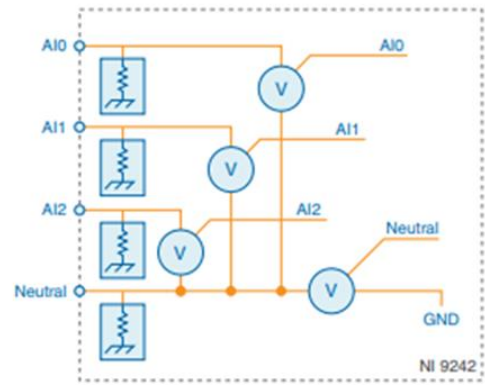 AI0
AI0
V
AI1
AI1
V
AI2
AI2
V
Neutral
Neutral
V
GND
NI 9242